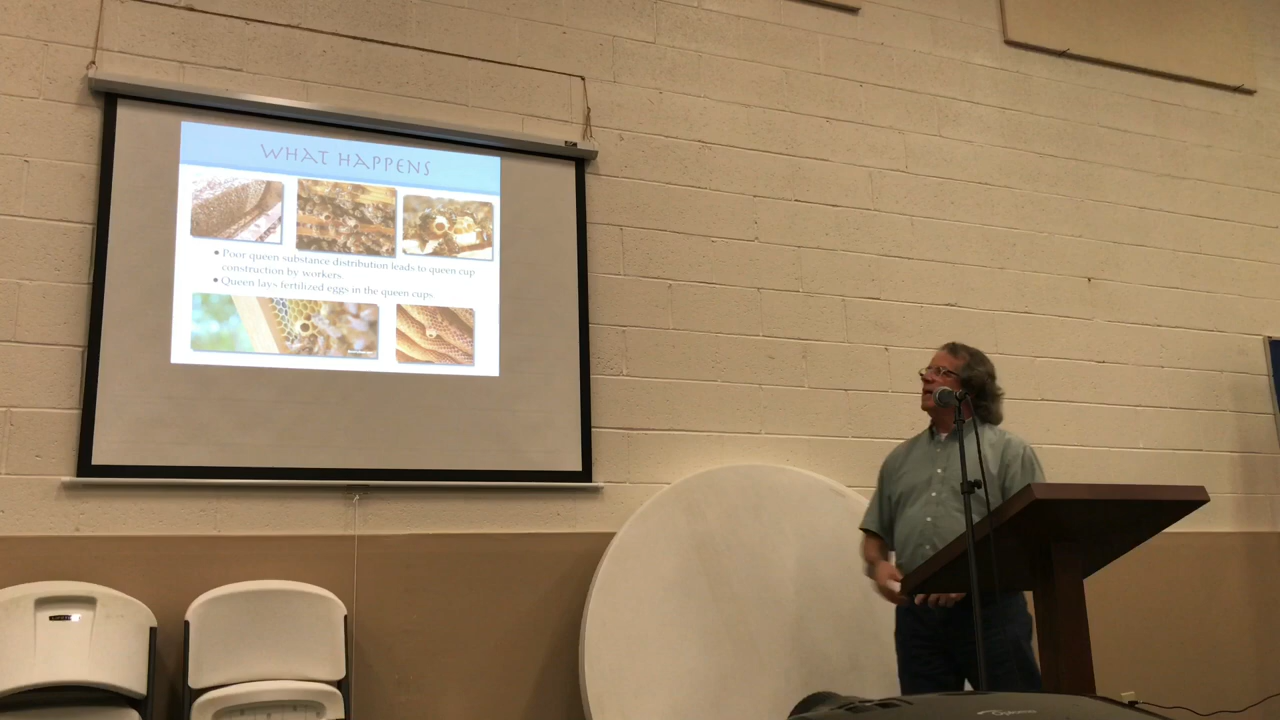 WHAT HAPPENS
• Poor queen substance distribution leads to queen cup
construction by workers.
• Queen lays fertilized eggs in the queen cups.
Optoma